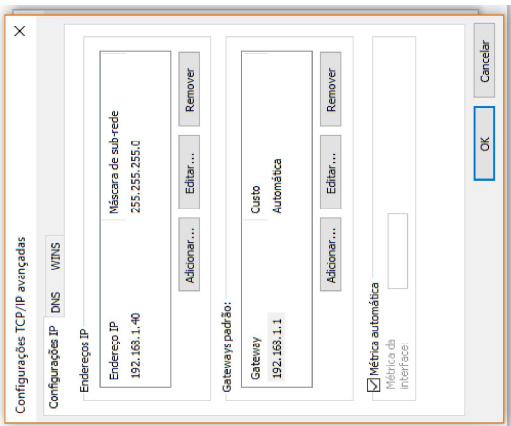 Configurações TCP/IP avançadas
Configurações IP DNS WINS
Endereços IP
Endereço IP Máscara de sub-rede
192.168.1.40 255.255.255.0
Adicionar... Editar... Remover
Gateways padrão:
Gateway Custo
192.168.1.1 Automática
Adicionar... Editar... Remover
Métrica automática
Métrica da
interface:
OK Cancelar